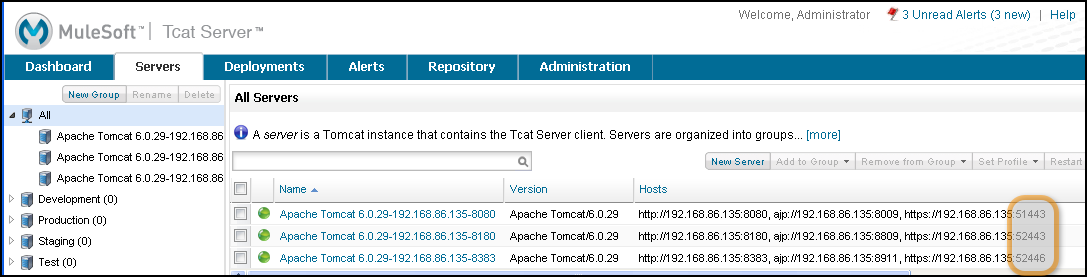 Welcome, Administrator 3 Unread Alerts (3 new) | Help
MuleSoft™ | Tcat Server™
Dashboard Servers Deployments Alerts Repository Administration
New Group Rename Delete
All
Apache Tomcat 6.0.29-192.168.86
Apache Tomcat 6.0.29-192.168.86
Apache Tomcat 6.0.29-192.168.86
Development (0)
Production (0)
Staging (0)
Test (0)
All Servers
A server is a Tomcat instance that contains the Tcat Server client. Servers are organized into groups... [more]
New Server Add to Group Remove from Group Set Profile Restart
Name Version Hosts
Apache Tomcat 6.0.29-192.168.86.135-8080 Apache Tomcat/6.0.29 http://192.168.86.135:8080, ajp://192.168.86.135:8009, https://192.168.86.135:51443
Apache Tomcat 6.0.29-192.168.86.135-8180 Apache Tomcat/6.0.29 http://192.168.86.135:8180, ajp://192.168.86.135:8809, https://192.168.86.135:52443
Apache Tomcat 6.0.29-192.168.86.135-8383 Apache Tomcat/6.0.29 http://192.168.86.135:8383, ajp://192.168.86.135:8911, https://192.168.86.135:52446